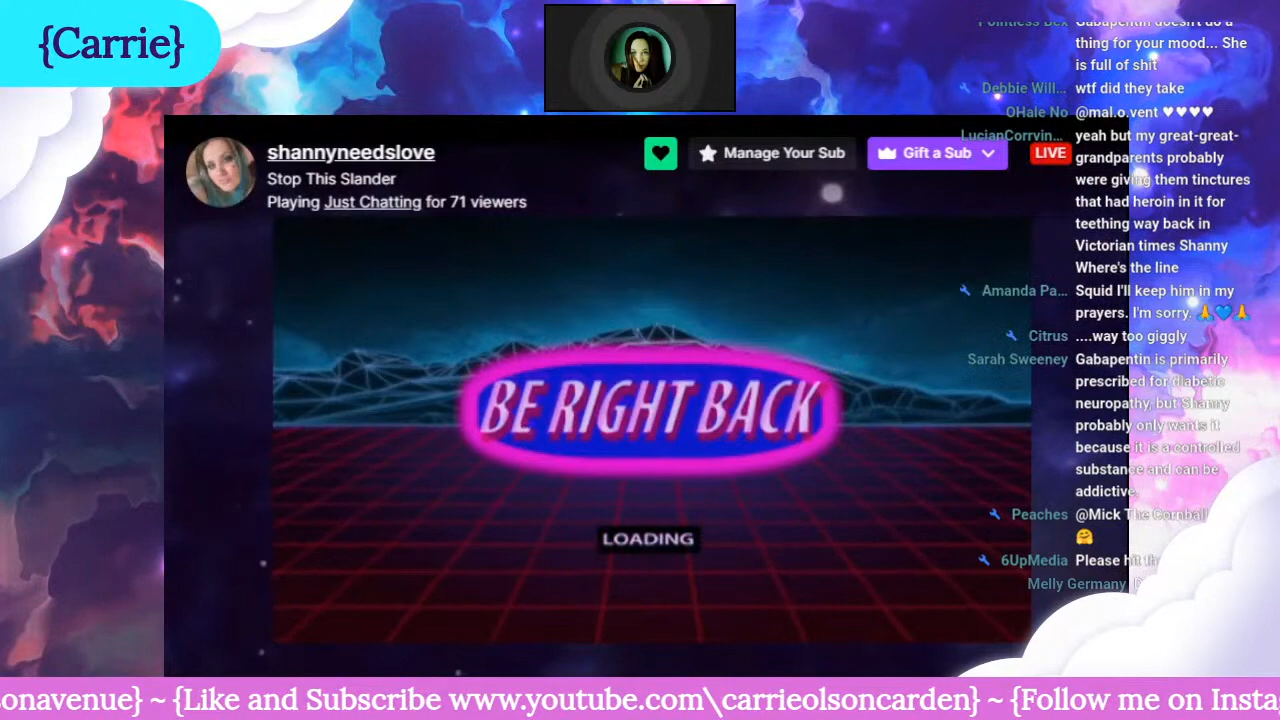 {Carrie}
shannyneedslove
Stop This Slander
Playing Just Chatting for 71 viewers
Manage Your Sub
Gift a Sub
LIVE
BE RIGHT BACK
LOADING
Pointless Bex Gabapentin doesn't do a
thing for your mood... She
is full of shit
Debbie Will... wtf did they take
OHale No @mal.o.vent ♥♥♥♥
LucianCorrvin... yeah but my great-great-
grandparents probably
were giving them tinctures
that had heroin in it for
teething way back in
Victorian times Shanny
Where's the line
Amanda Pa... Squid I'll keep him in my
prayers. I'm sorry. 🙏💙🙏
Citrus ....way too giggly
Sarah Sweeney Gabapentin is primarily
prescribed for diabetic
neuropathy, but Shanny
probably only wants it
because it is a controlled
substance and can be
addictive.
Peaches @Mick The Cornball
🤗
6UpMedia Please hit th
Melly Germany
onavenue} ~ {Like and Subscribe www.youtube.com\carrieolsoncarden} ~ {Follow me on Insta